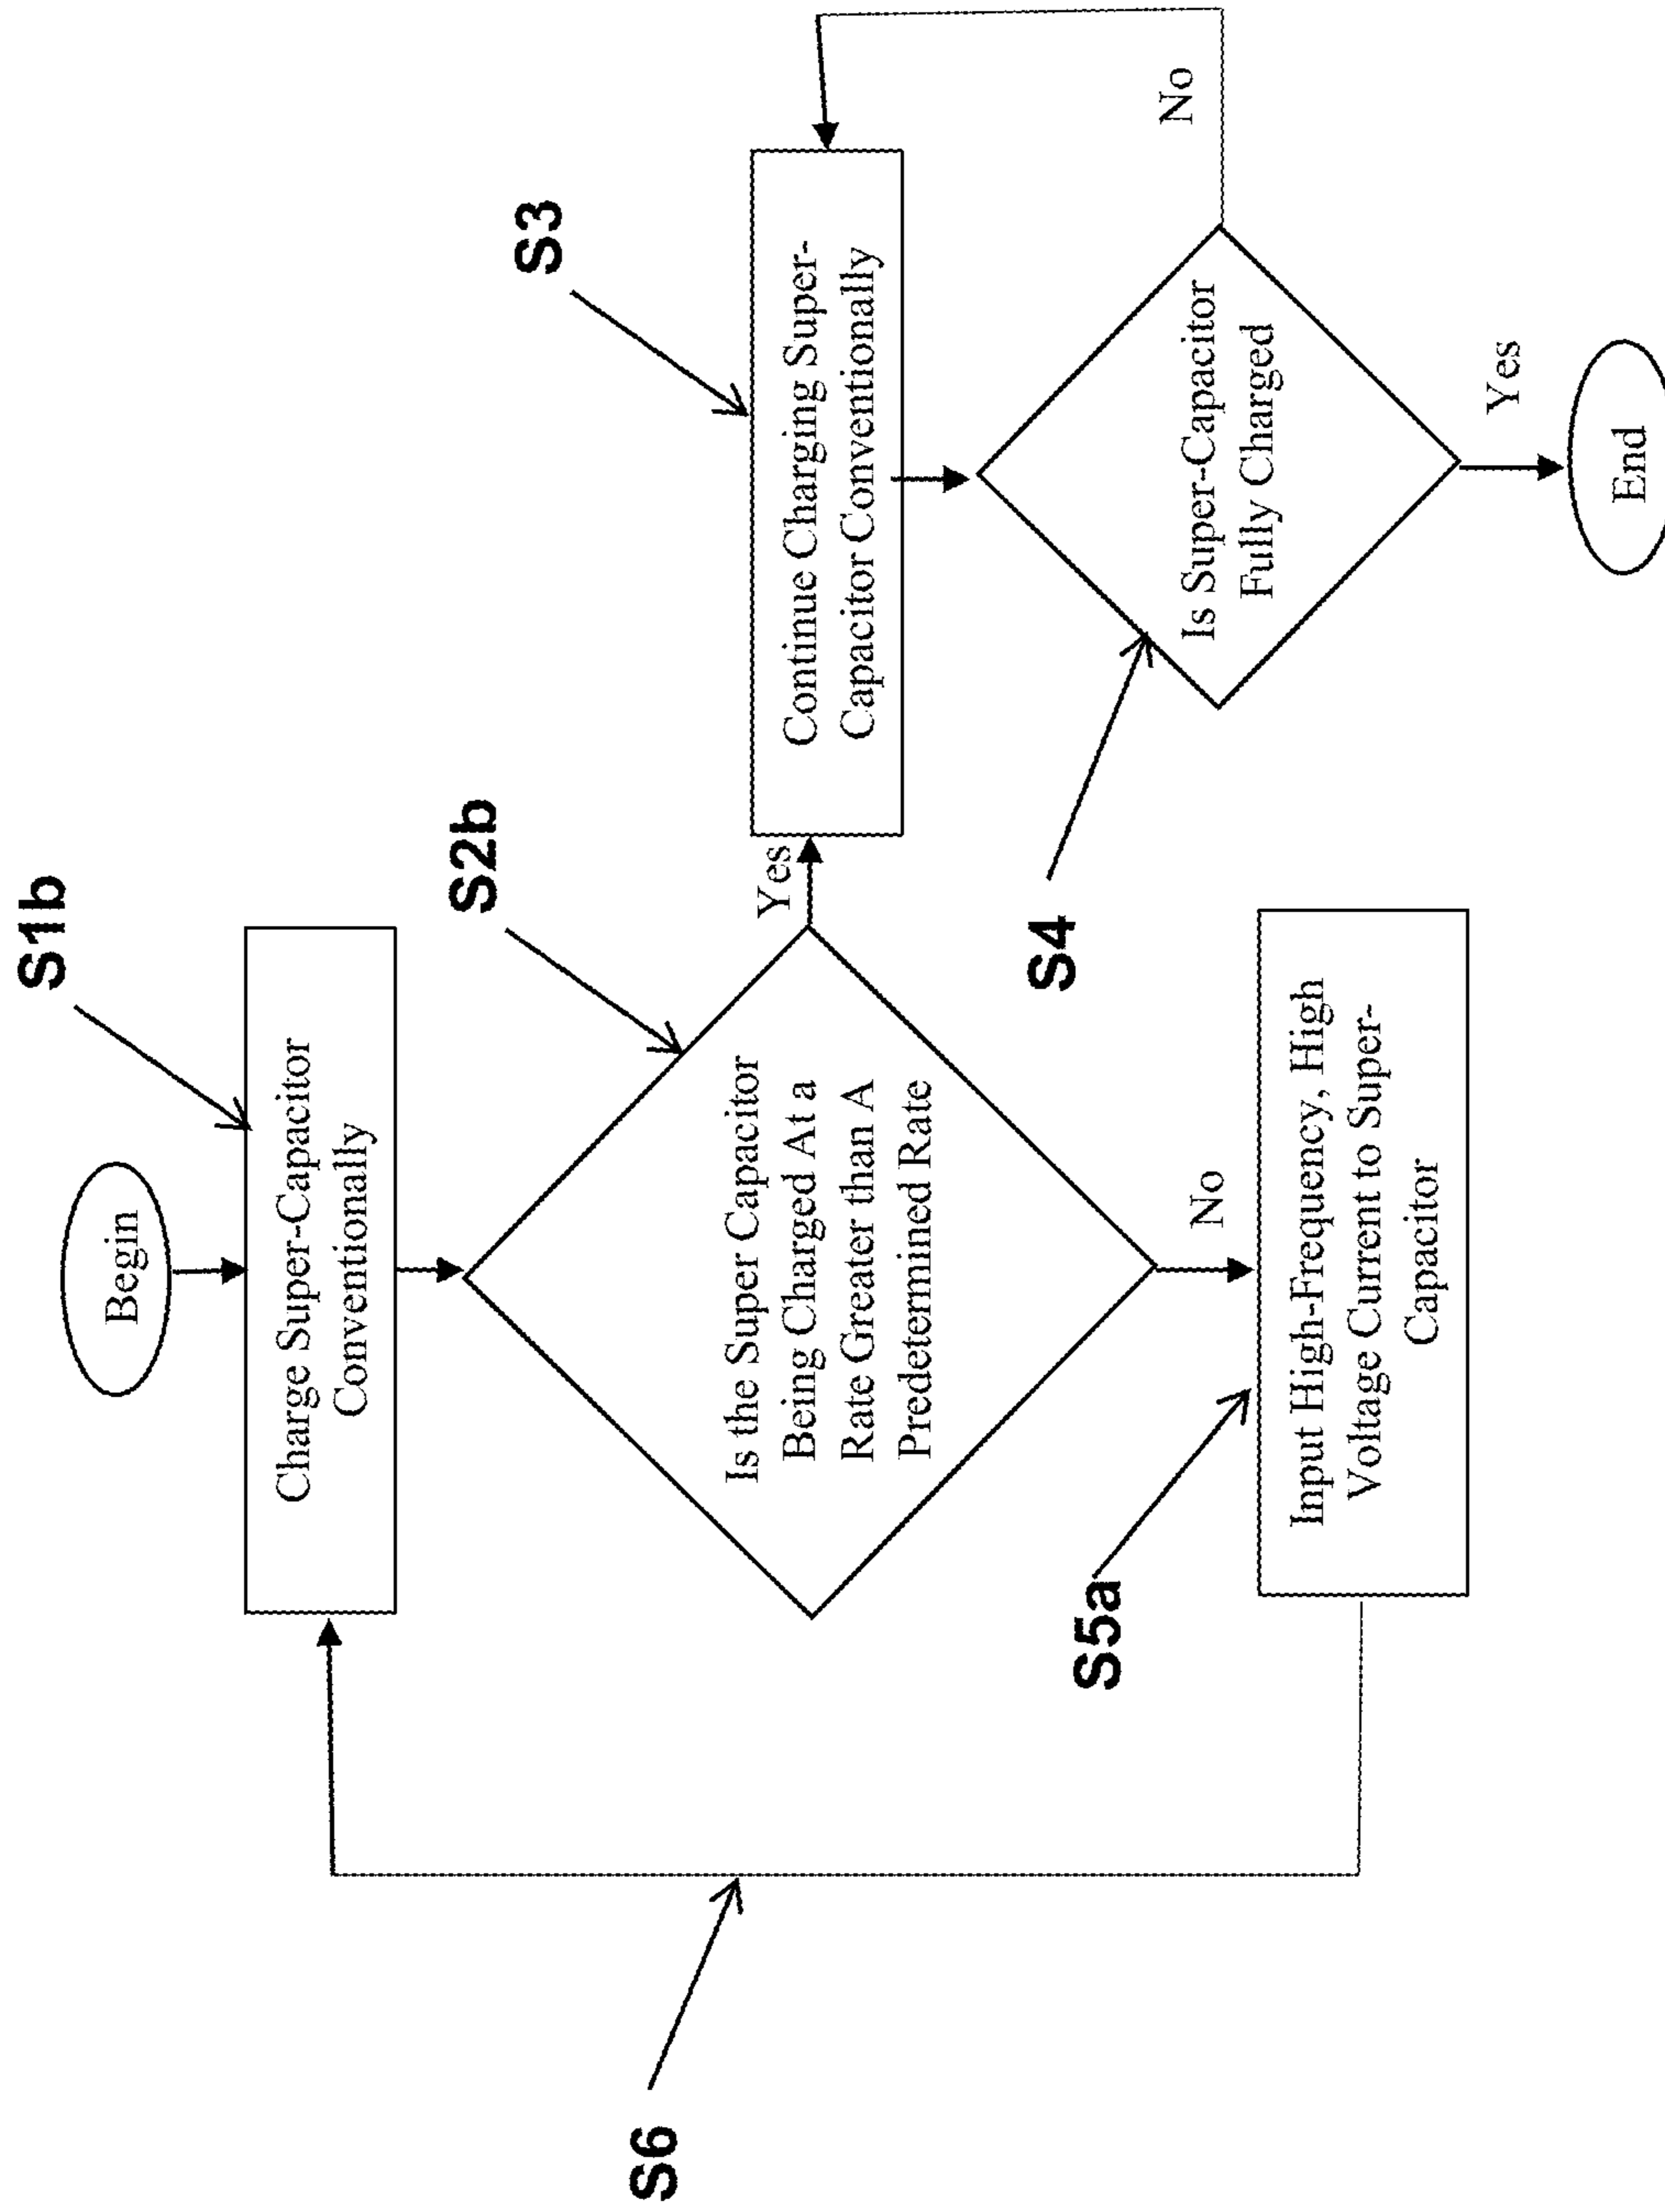 Begin
S1b
Charge Super-Capacitor
Conventionally
S2b
Is the Super Capacitor
Being Charged At a
Rate Greater than A
Predetermined Rate
Yes
No
S3
Continue Charging Super-
Capacitor Conventionally
S4
Is Super-Capacitor
Fully Charged
No
Yes
End
S5a
Input High-Frequency, High
Voltage Current to Super-
Capacitor
S6